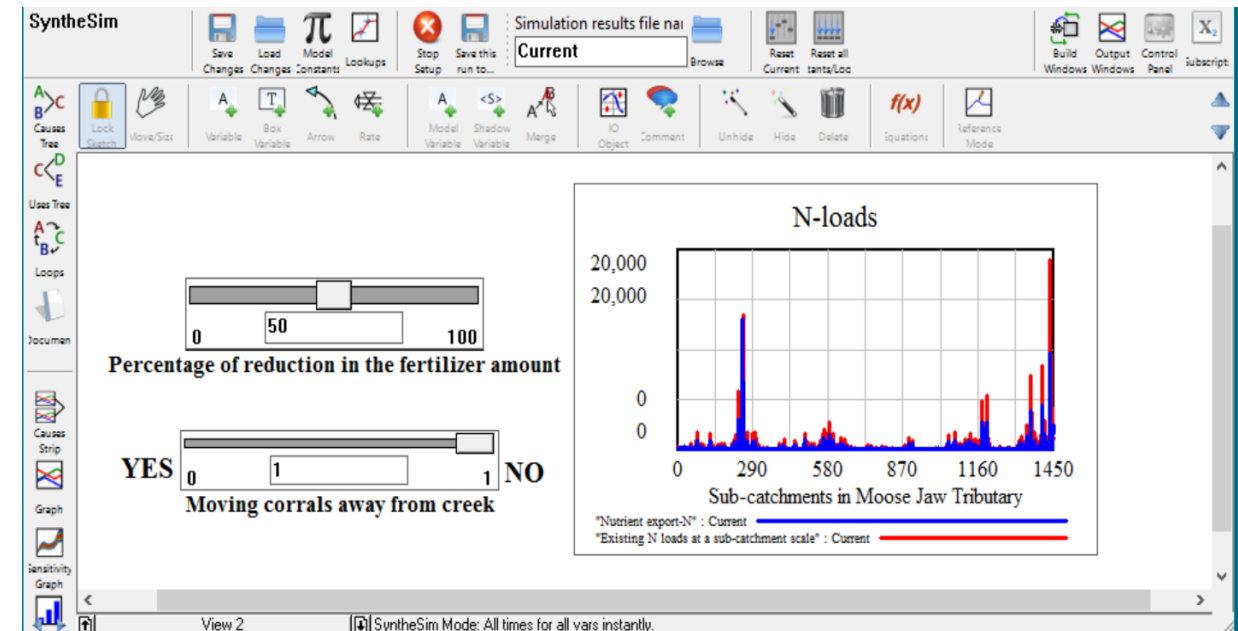 SyntheSim
Save Changes
Load Changes
Model Constants
Lookups
Stop Setup
Save this run to...
Simulation results file nar
Current
Browse
Reset Current
Reset all tants/Loc
Build Windows
Output Windows
Control Panel
Subscript
Causes Tree
Lock Sketch
Move/Size
Variable
Box Variable
Arrow
Rate
Model Variable
Shadow Variable
Merge
IO Object
Comment
Unhide
Hide
Delete
f(x)
Equations
Reference Mode
Uses Tree
Loops
Documen
Causes Strip
Graph
Sensitivity Graph
0
50
100
Percentage of reduction in the fertilizer amount
YES
0
1
1
NO
Moving corrals away from creek
N-loads
20,000
20,000
0
0
0 290 580 870 1160 1450
Sub-catchments in Moose Jaw Tributary
"Nutrient export-N" : Current
"Existing N loads at a sub-catchment scale" : Current
View 2
SyntheSim Mode: All times for all vars instantly.